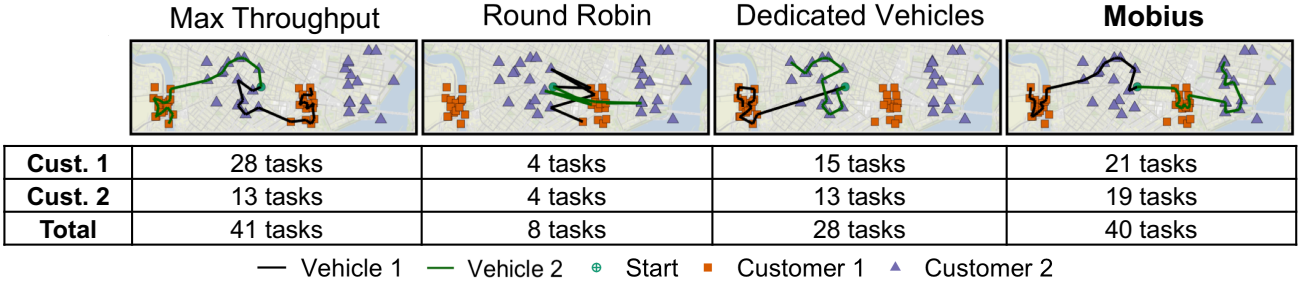 Max Throughput Round Robin Dedicated Vehicles Mobius
Cust. 1 28 tasks 4 tasks 15 tasks 21 tasks
Cust. 2 13 tasks 4 tasks 13 tasks 19 tasks
Total 41 tasks 8 tasks 28 tasks 40 tasks
Vehicle 1 Vehicle 2 Start Customer 1 Customer 2